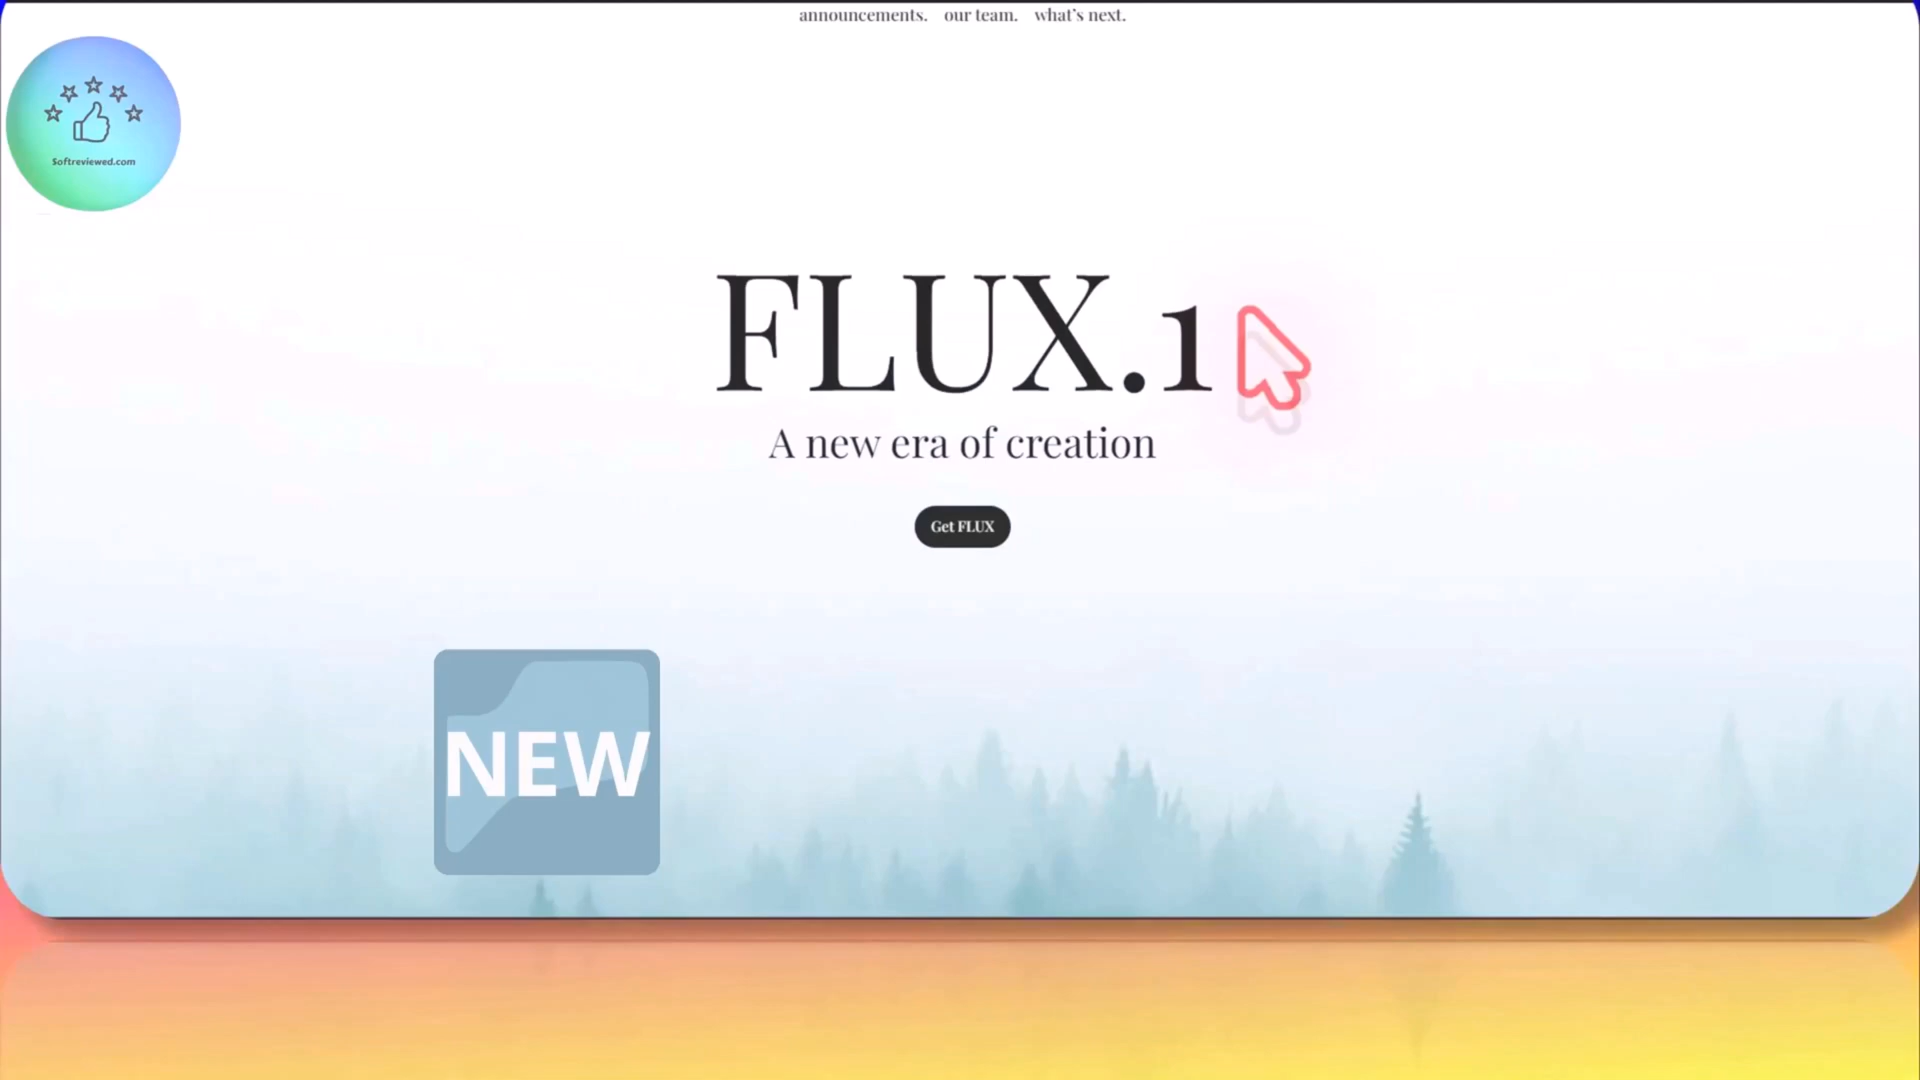 announcements. our team. what's next.
Softreviewed.com
FLUX.1
A new era of creation
Get FLUX
NEW